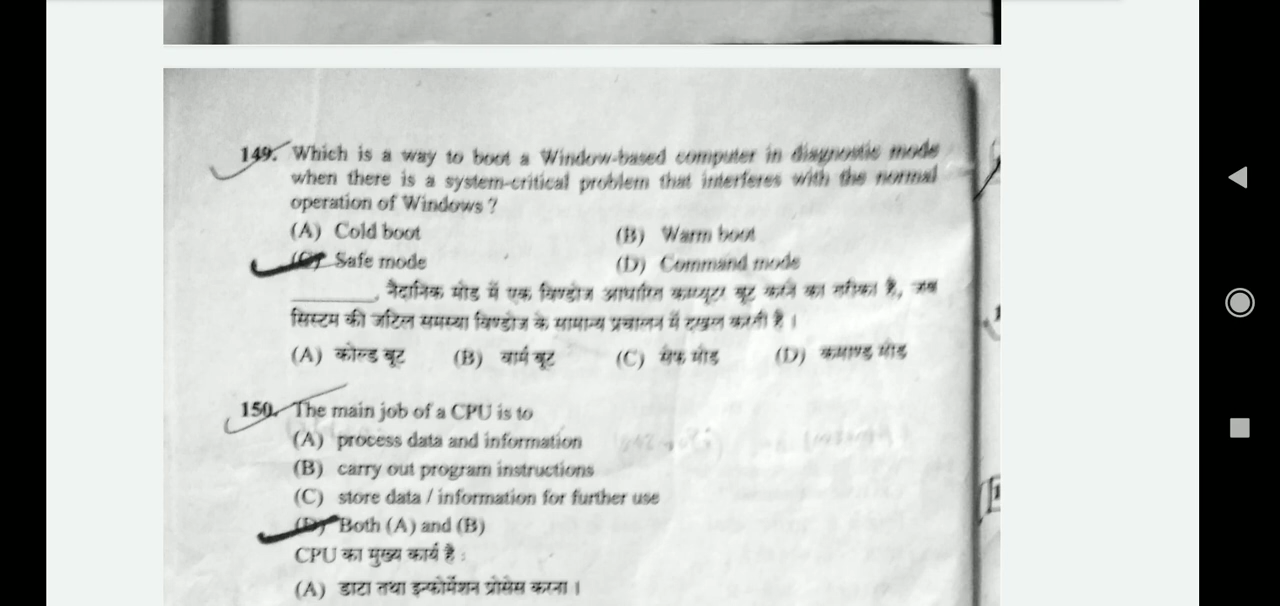 149. Which is a way to boot a Window-based computer in diagnostic mode
when there is a system-critical problem that interferes with the normal
operation of Windows ?
(A) Cold boot (B) Warm boot
(C) Safe mode (D) Command mode
________, नैदानिक मोड में एक विण्डोज आधारित कम्प्यूटर बूट करने का तरीका है, जब
सिस्टम की जटिल समस्या विण्डोज के सामान्य प्रचालन में दखल करती है ।
(A) कोल्ड बूट (B) वार्म बूट (C) सेफ मोड (D) कमाण्ड मोड
150. The main job of a CPU is to
(A) process data and information
(B) carry out program instructions
(C) store data / information for further use
(D) Both (A) and (B)
CPU का मुख्य कार्य है :
(A) डाटा तथा इन्फोर्मेशन प्रोसेस करना ।